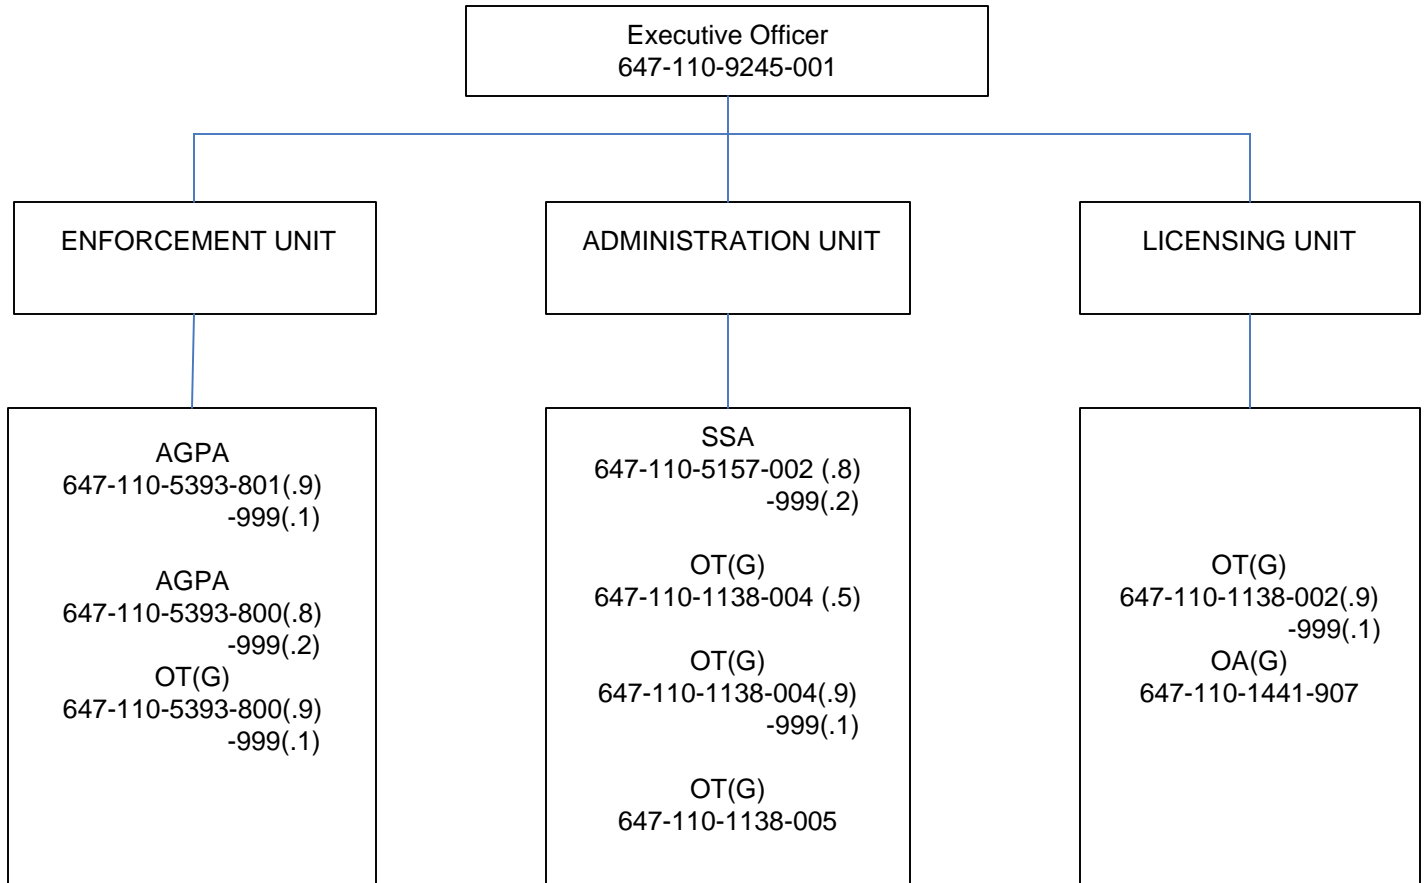 Executive Officer
647-110-9245-001
ENFORCEMENT UNIT
ADMINISTRATION UNIT
LICENSING UNIT
AGPA
647-110-5393-801(.9)
-999(.1)
AGPA
647-110-5393-800(.8)
-999(.2)
OT(G)
647-110-5393-800(.9)
-999(.1)
SSA
647-110-5157-002 (.8)
-999(.2)
OT(G)
647-110-1138-004 (.5)
OT(G)
647-110-1138-004(.9)
-999(.1)
OT(G)
647-110-1138-005
OT(G)
647-110-1138-002(.9)
-999(.1)
OA(G)
647-110-1441-907